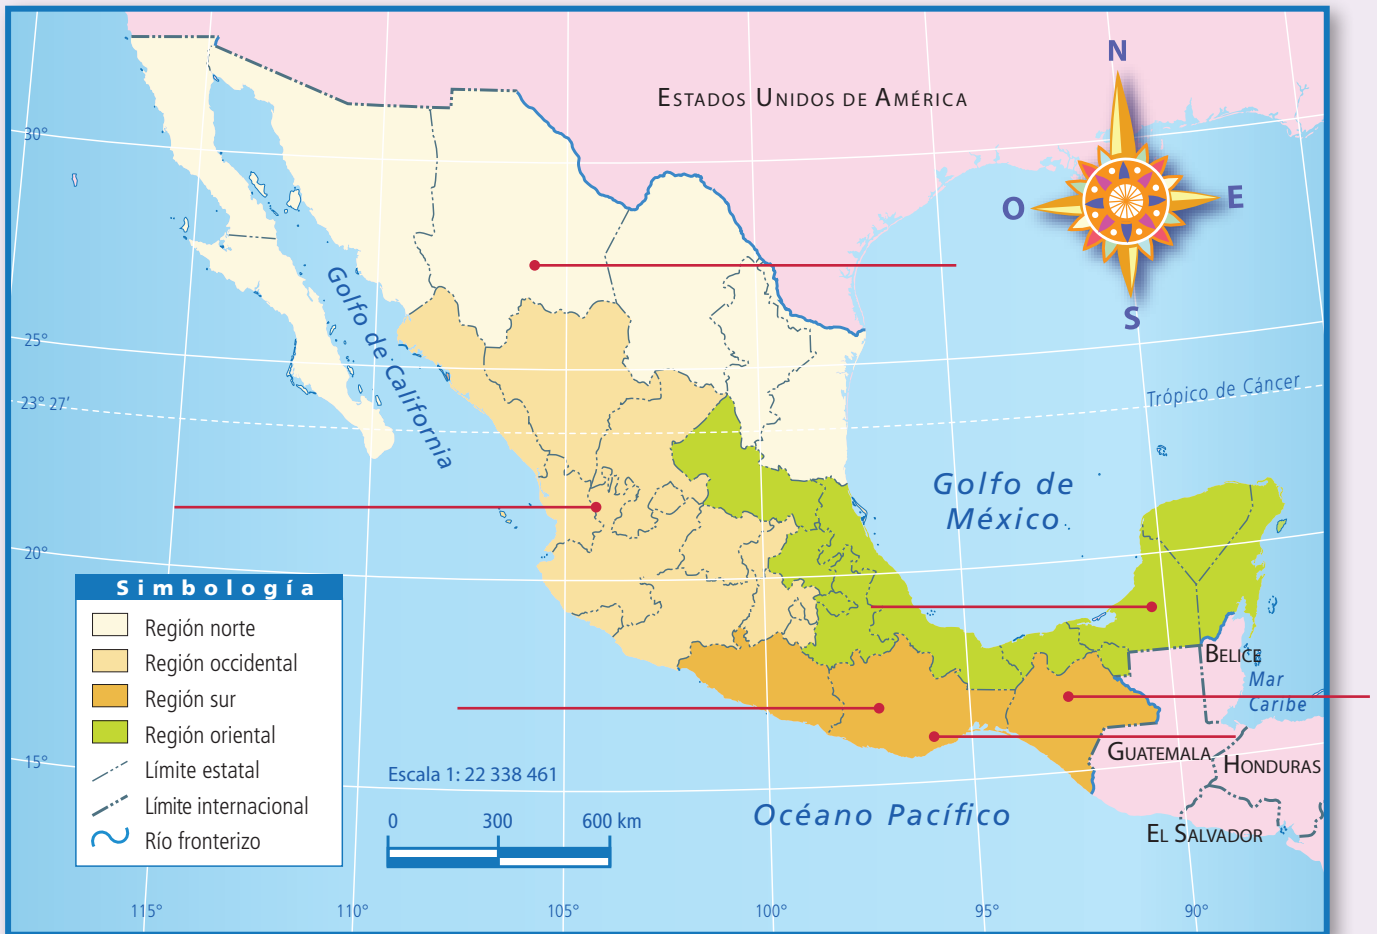 ESTADOS UNIDOS DE AMÉRICA
N
O
E
S
30°
25°
23° 27′
20°
15°
Golfo de California
Trópico de Cáncer
Golfo de
México
BELICE
Mar
Caribe
GUATEMALA
HONDURAS
EL SALVADOR
Océano Pacífico
Simbología
Región norte
Región occidental
Región sur
Región oriental
Límite estatal
Límite internacional
Río fronterizo
Escala 1: 22 338 461
0 300 600 km
115° 110° 105° 100° 95° 90°